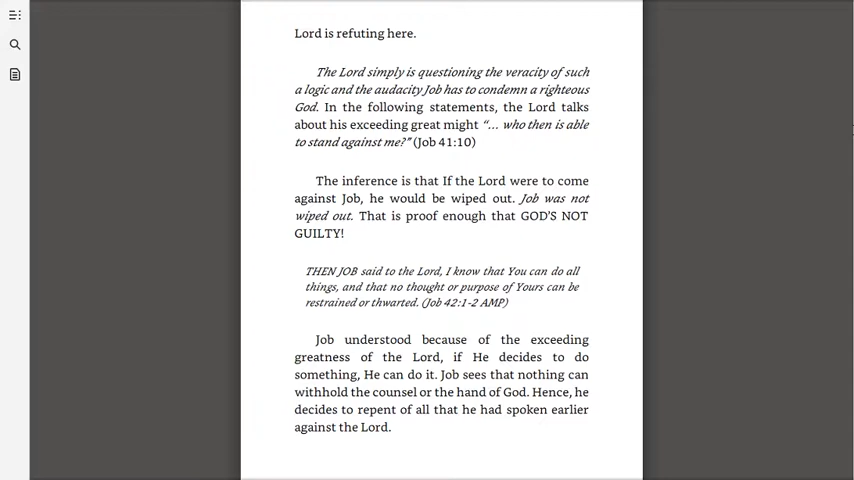 Lord is refuting here.
The Lord simply is questioning the veracity of such
a logic and the audacity Job has to condemn a righteous
God. In the following statements, the Lord talks
about his exceeding great might “... who then is able
to stand against me?” (Job 41:10)
The inference is that If the Lord were to come
against Job, he would be wiped out. Job was not
wiped out. That is proof enough that GOD'S NOT
GUILTY!
THEN JOB said to the Lord, I know that You can do all
things, and that no thought or purpose of Yours can be
restrained or thwarted. (Job 42:1-2 AMP)
Job understood because of the exceeding
greatness of the Lord, if He decides to do
something, He can do it. Job sees that nothing can
withhold the counsel or the hand of God. Hence, he
decides to repent of all that he had spoken earlier
against the Lord.